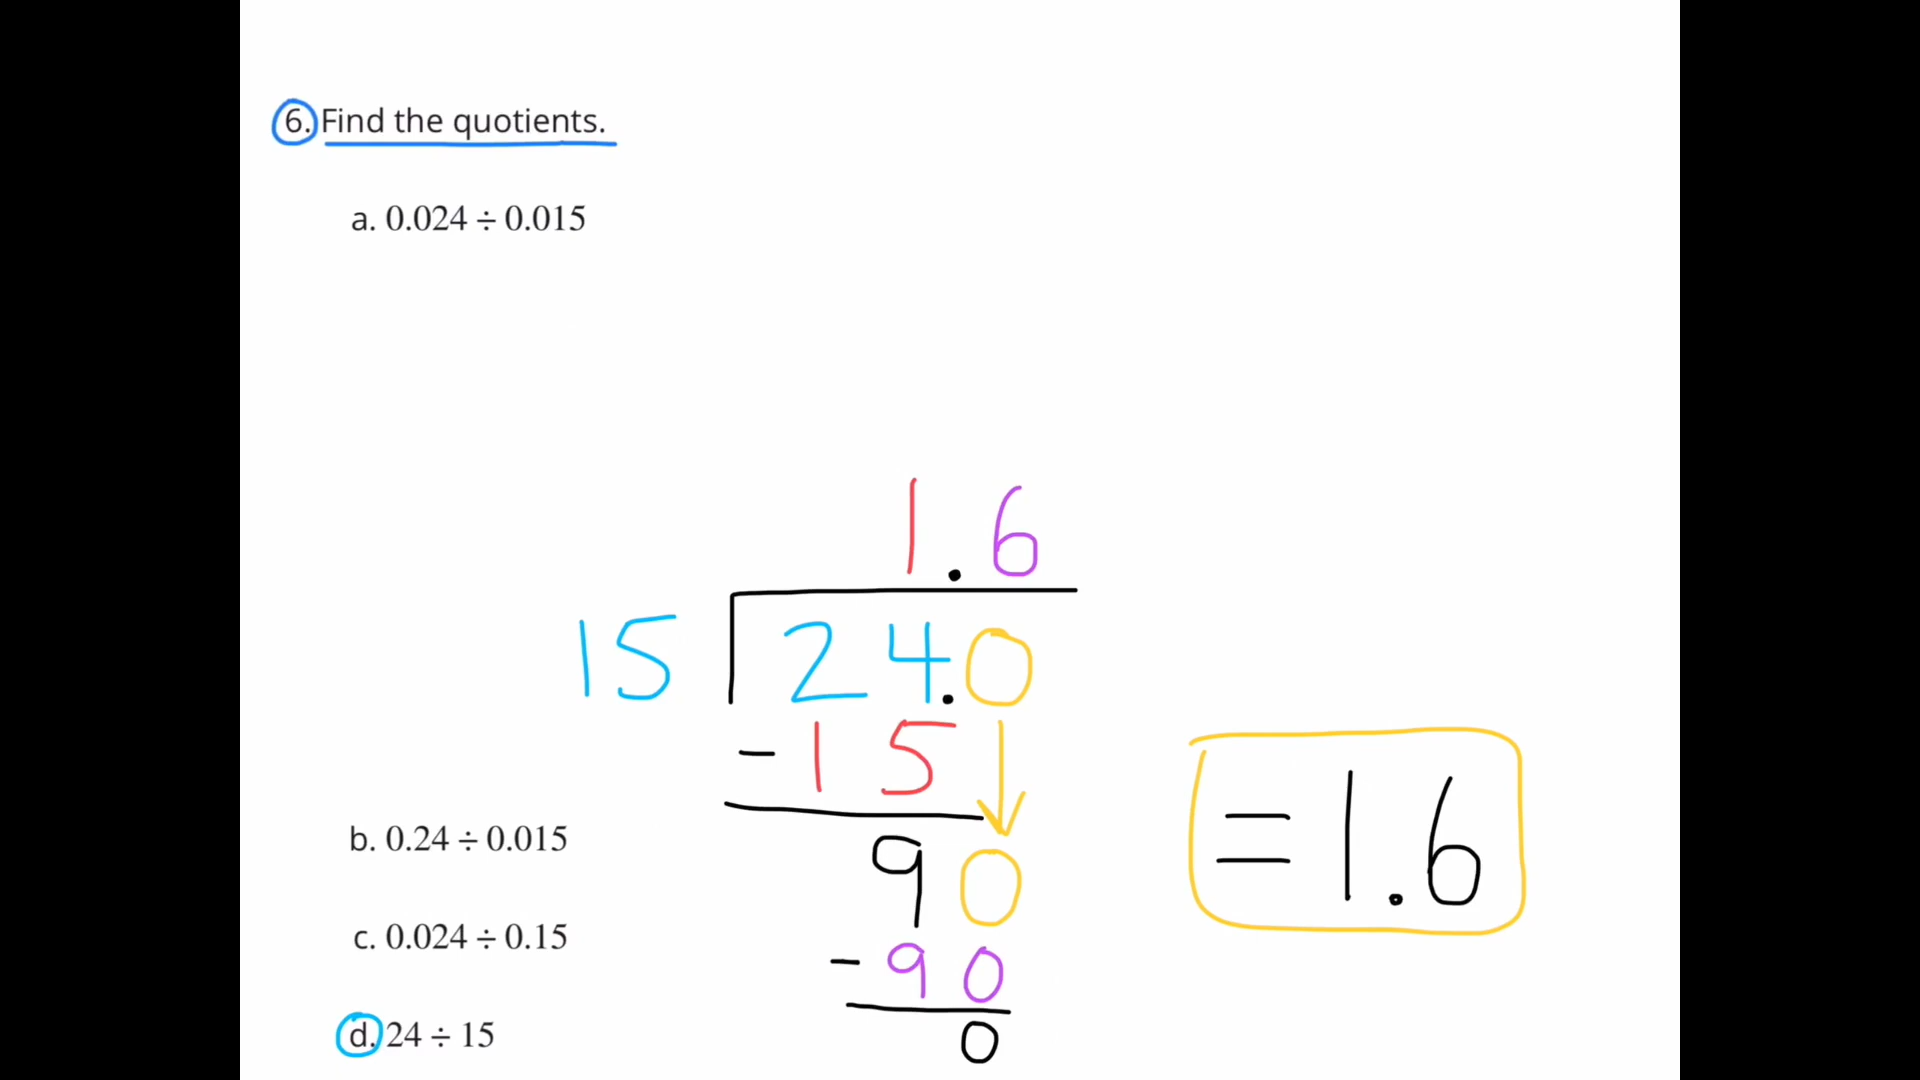 6. Find the quotients.
a. 0.024 ÷ 0.015
1.6
15 24.0
-15
90
= 1.6
b. 0.24 ÷ 0.015
c. 0.024 ÷ 0.15
-90
d. 24 ÷ 15
0